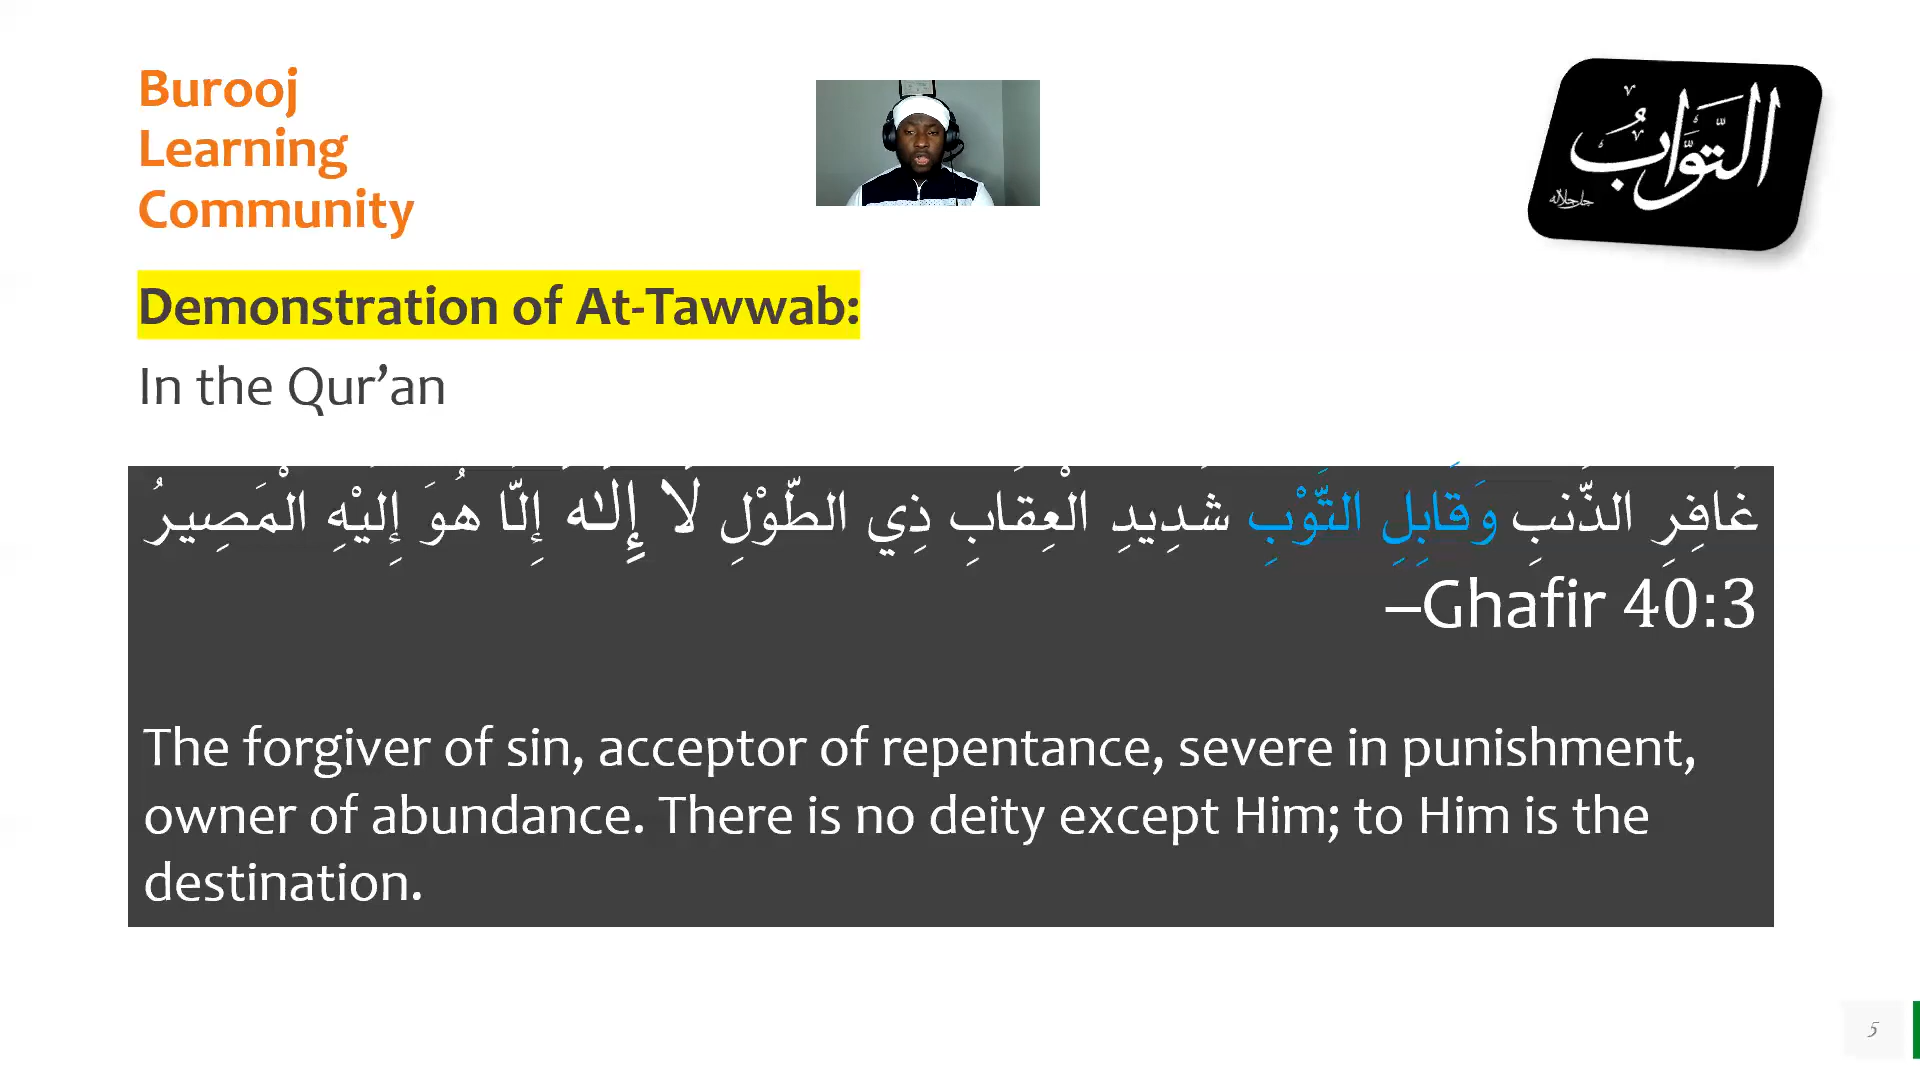 Burooj
Learning
Community
التَّوَّابُ
جل جلاله
Demonstration of At-Tawwab:
In the Qur’an
غَافِرِ الذَّنبِ وَقَابِلِ التَّوْبِ شَدِيدِ الْعِقَابِ ذِي الطَّوْلِ لَا إِلَٰهَ إِلَّا هُوَ إِلَيْهِ الْمَصِيرُ
–Ghafir 40:3
The forgiver of sin, acceptor of repentance, severe in punishment,
owner of abundance. There is no deity except Him; to Him is the
destination.
5